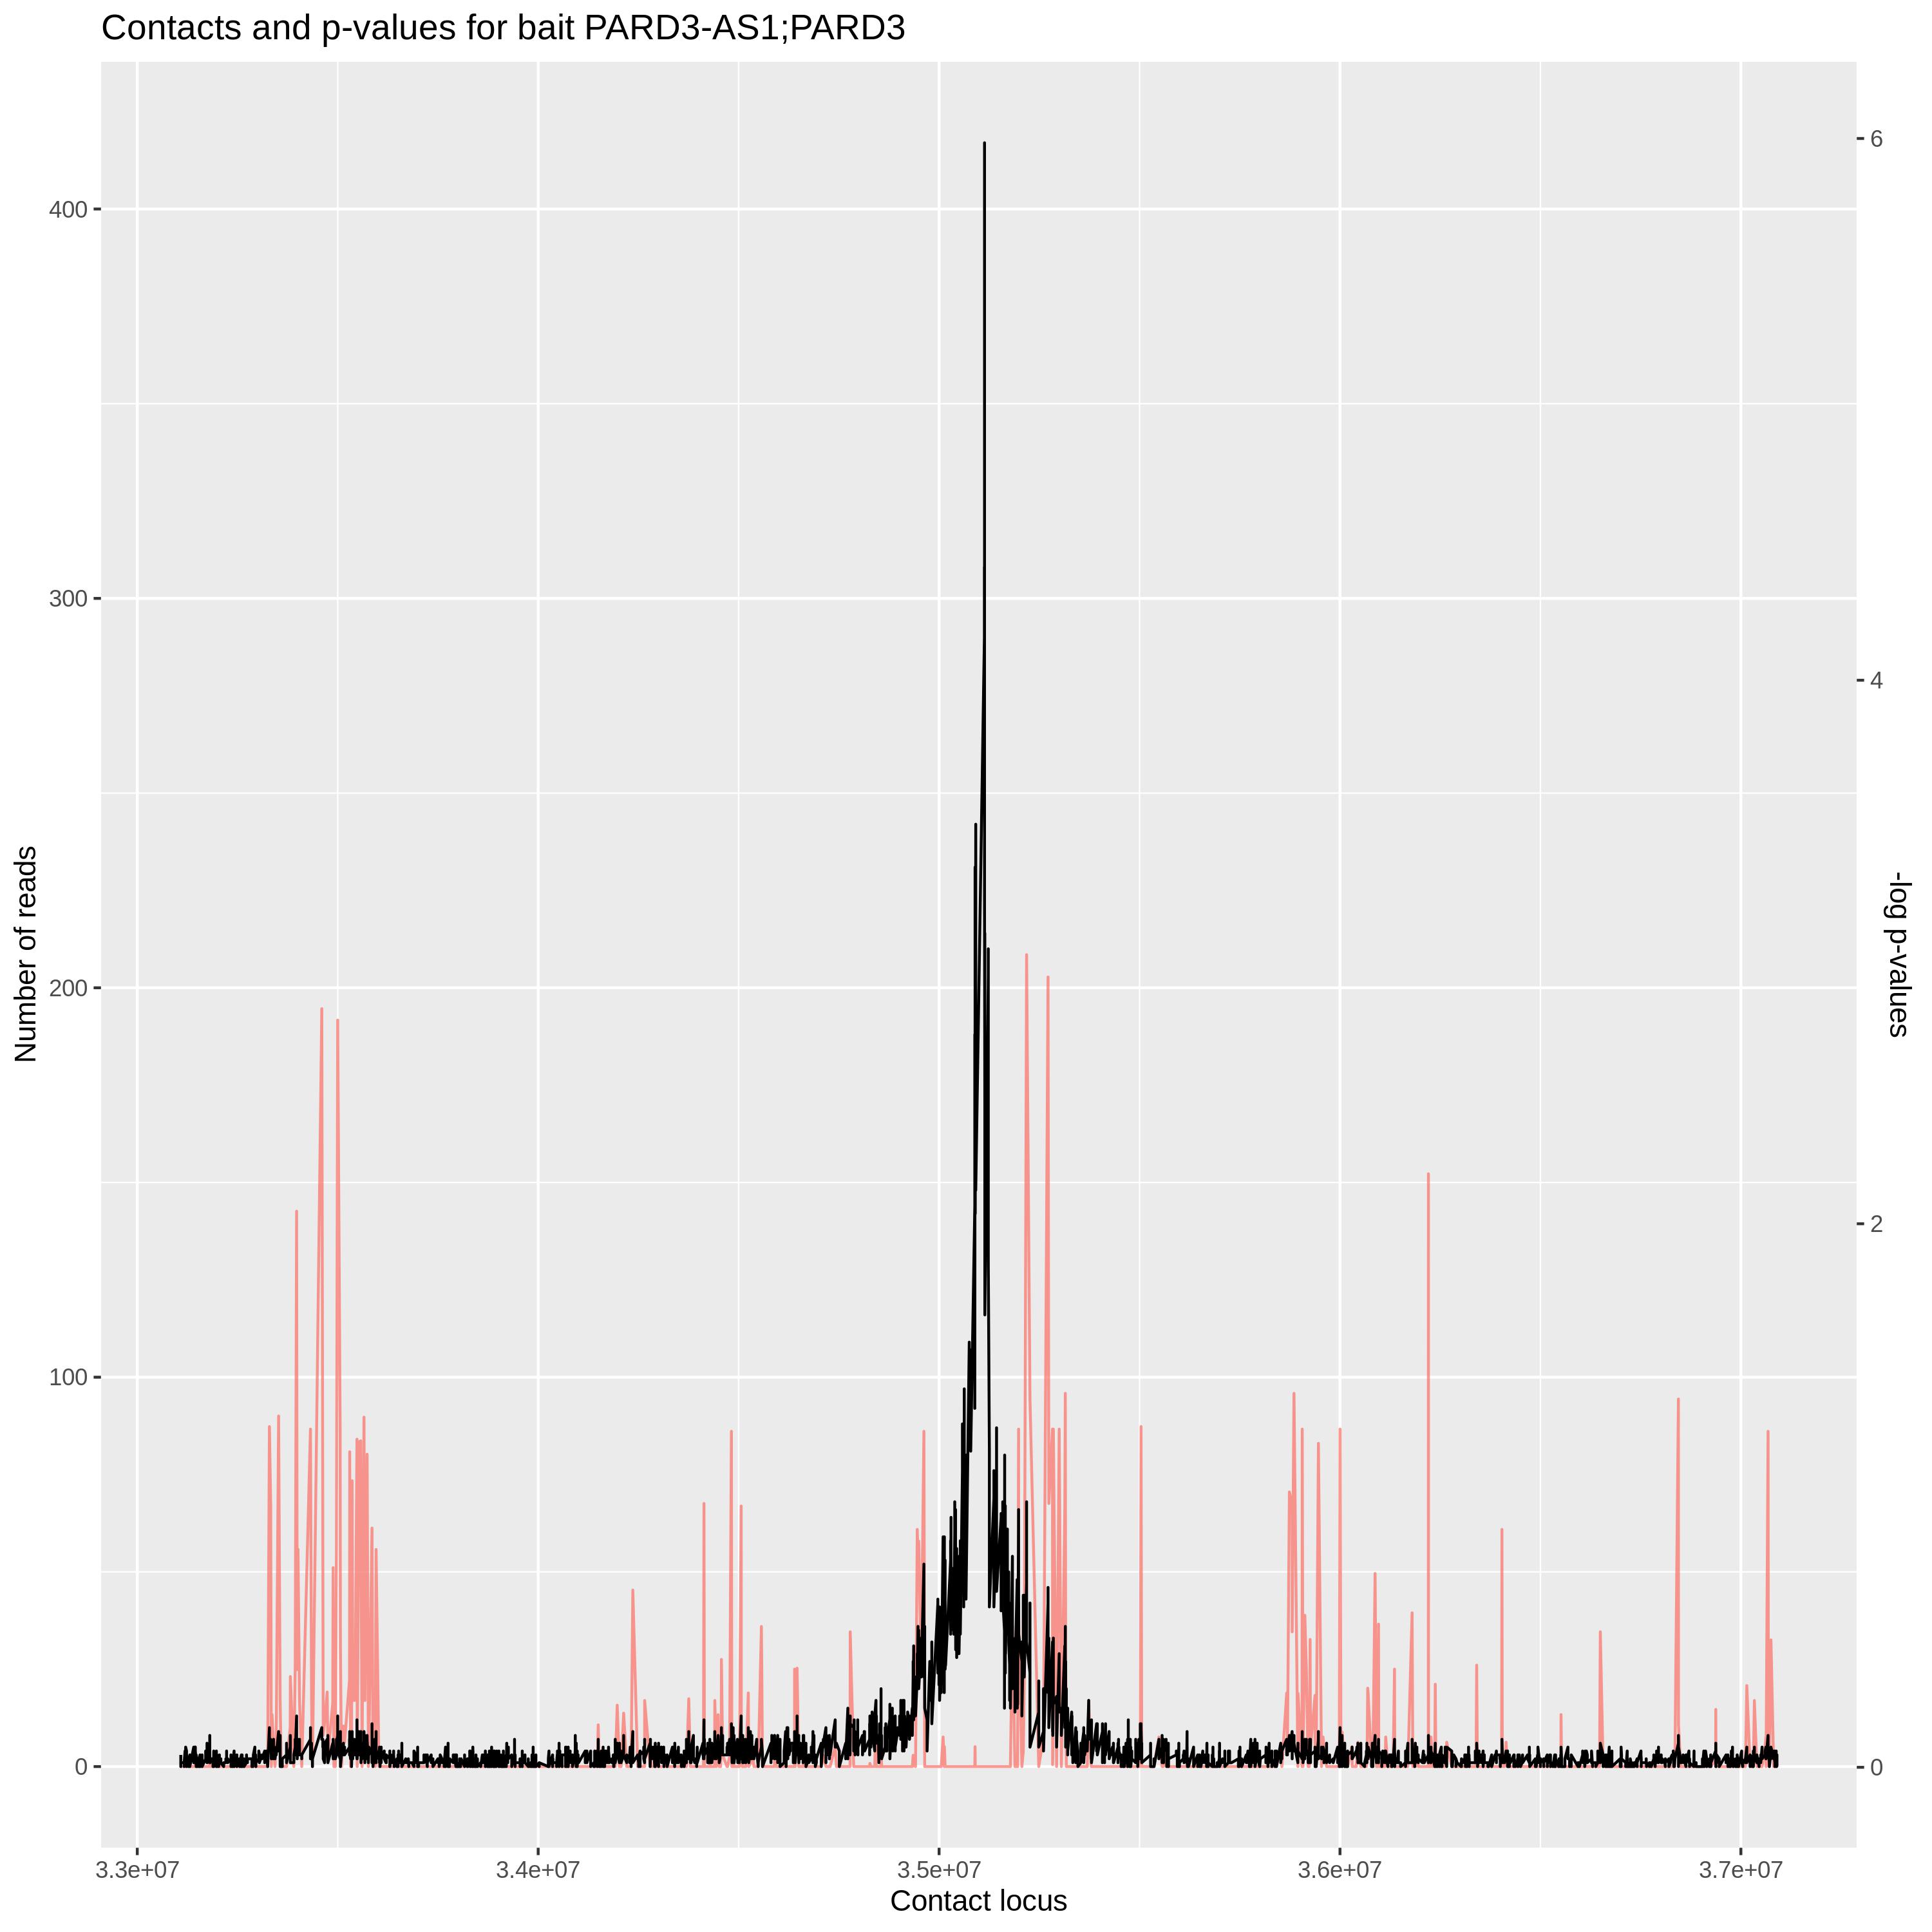 Contacts and p-values for bait PARD3-AS1;PARD3
Number of reads
400
300
200
100
0
6
4
2
0
-log p-values
3.3e+07
3.4e+07
3.5e+07
3.6e+07
3.7e+07
Contact locus